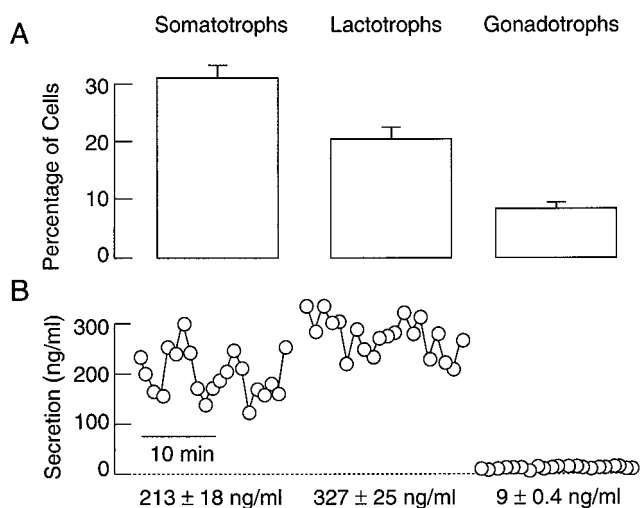 A
Somatotrophs Lactotrophs Gonadotrophs
Percentage of Cells
30
20
10
0
B
Secretion (ng/ml)
300
200
100
0
10 min
213 ± 18 ng/ml 327 ± 25 ng/ml 9 ± 0.4 ng/ml